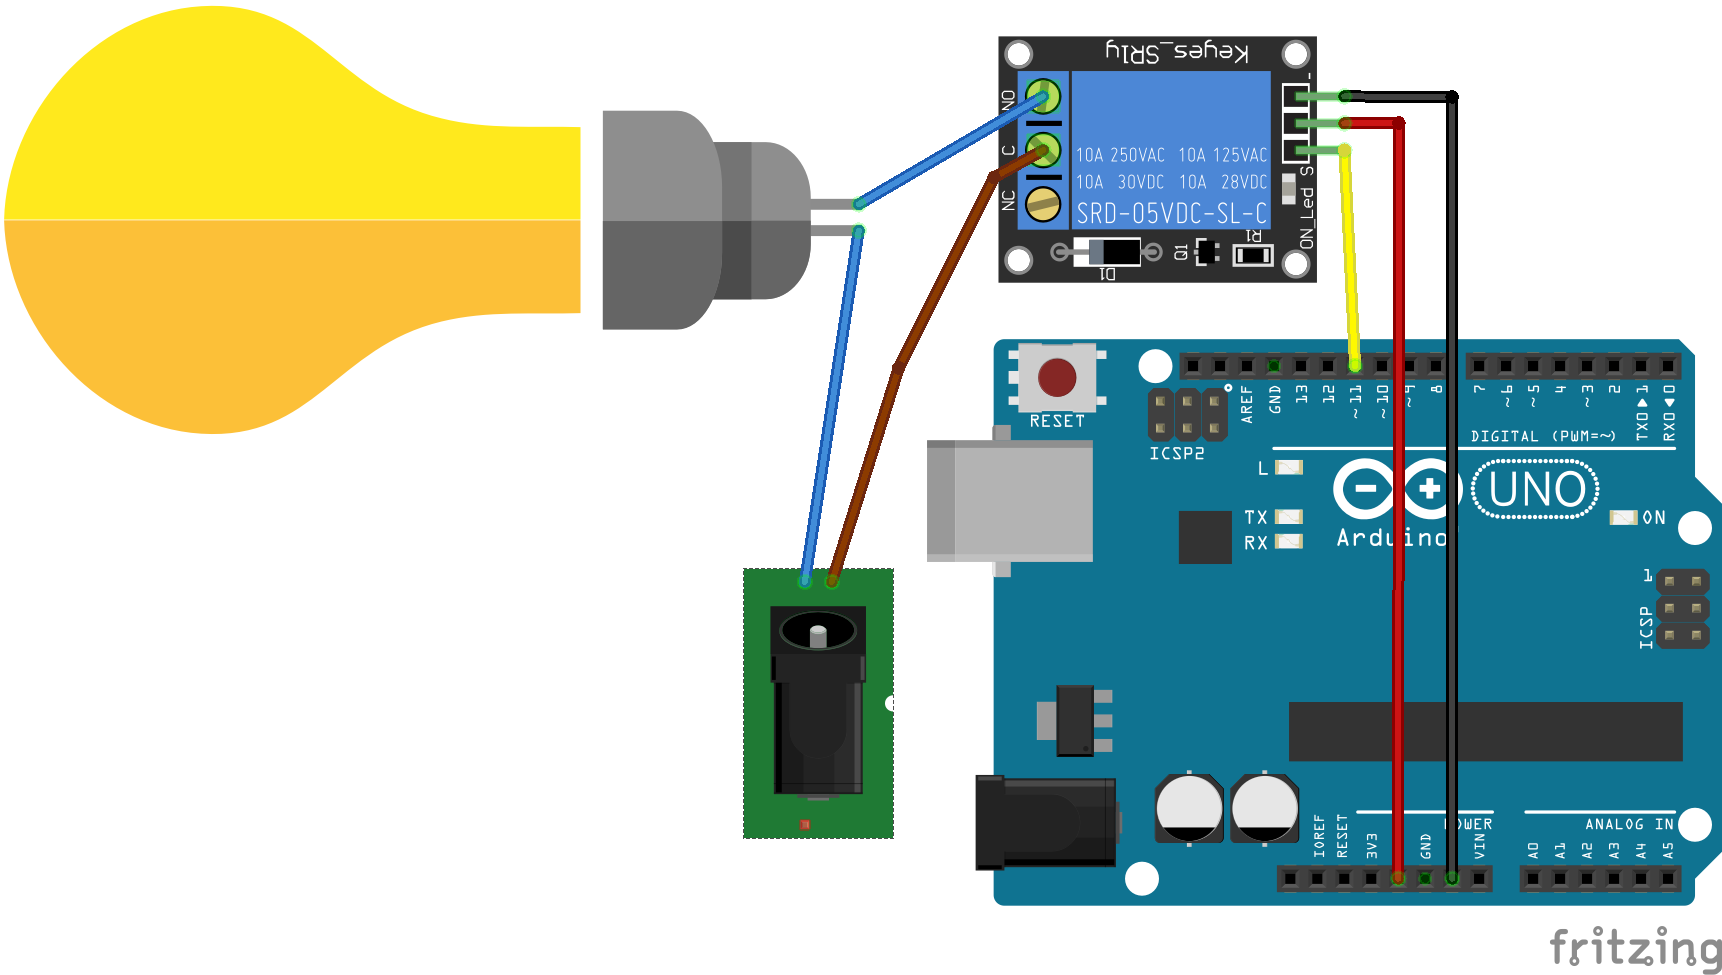 Keyes_SR1y
NO
C
NC
10A 250VAC 10A 125VAC
10A 30VDC 10A 28VDC
SRD-05VDC-SL-C
-
S
ON_Led
D1
Q1
R1
RESET
ICSP2
AREF
GND
13
12
~11
~10
~9
8
7
~6
~5
4
~3
2
TX0▶1
RX0◀0
DIGITAL (PWM=~)
L
TX
RX
UNO
Arduino
ON
1
ICSP
IOREF
RESET
3V3
GND
VIN
POWER
A0
A1
A2
A3
A4
A5
ANALOG IN
fritzing